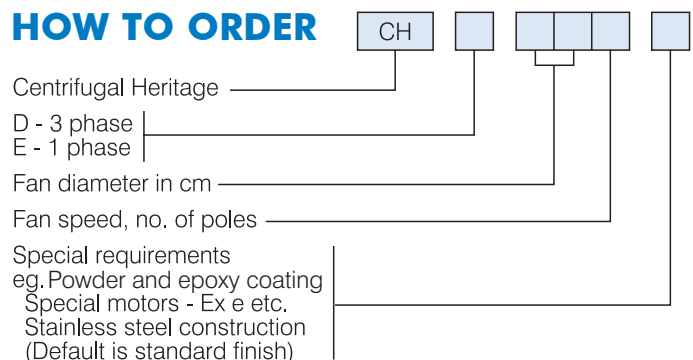 HOW TO ORDER
CH
Centrifugal Heritage
D - 3 phase
E - 1 phase
Fan diameter in cm
Fan speed, no. of poles
Special requirements
eg. Powder and epoxy coating
Special motors - Ex e etc.
Stainless steel construction
(Default is standard finish)